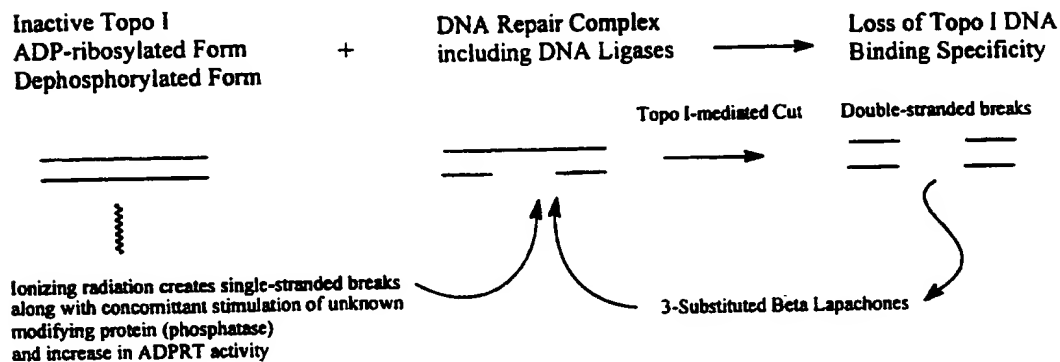 Inactive Topo I
ADP-ribosylated Form
Dephosphorylated Form
+
DNA Repair Complex
including DNA Ligases
Loss of Topo I DNA
Binding Specificity
Topo I-mediated Cut
Double-stranded breaks
Ionizing radiation creates single-stranded breaks
along with concomittant stimulation of unknown
modifying protein (phosphatase)
and increase in ADPRT activity
3-Substituted Beta Lapachones